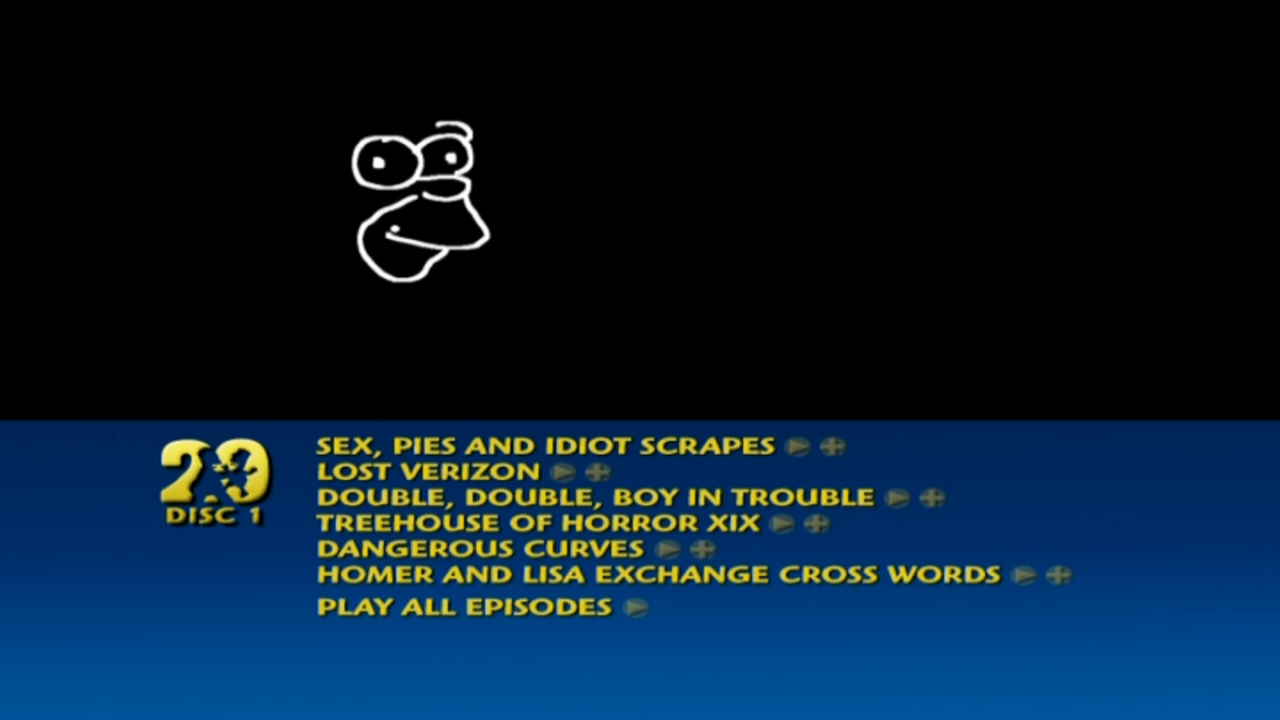 20
DISC 1
SEX, PIES AND IDIOT SCRAPES
LOST VERIZON
DOUBLE, DOUBLE, BOY IN TROUBLE
TREEHOUSE OF HORROR XIX
DANGEROUS CURVES
HOMER AND LISA EXCHANGE CROSS WORDS
PLAY ALL EPISODES